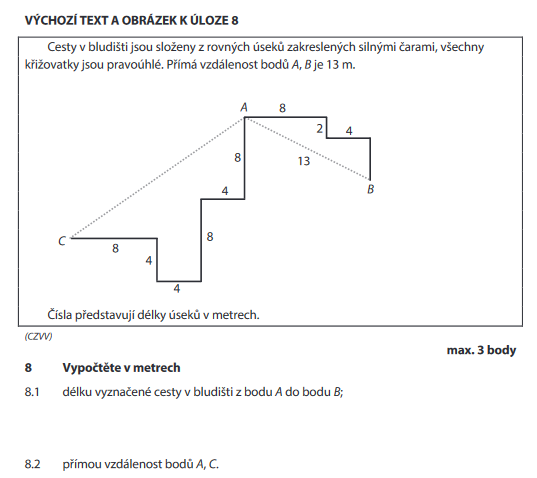 VÝCHOZÍ TEXT A OBRÁZEK K ÚLOZE 8
Cesty v bludišti jsou složeny z rovných úseků zakreslených silnými čarami, všechny
křižovatky jsou pravoúhlé. Přímá vzdálenost bodů A, B je 13 m.
A 8
2 4
8 13
4 B
C 8 8
4
4
Čísla představují délky úseků v metrech.
(CZVV)
max. 3 body
8 Vypočtěte v metrech
8.1 délku vyznačené cesty v bludišti z bodu A do bodu B;
8.2 přímou vzdálenost bodů A, C.